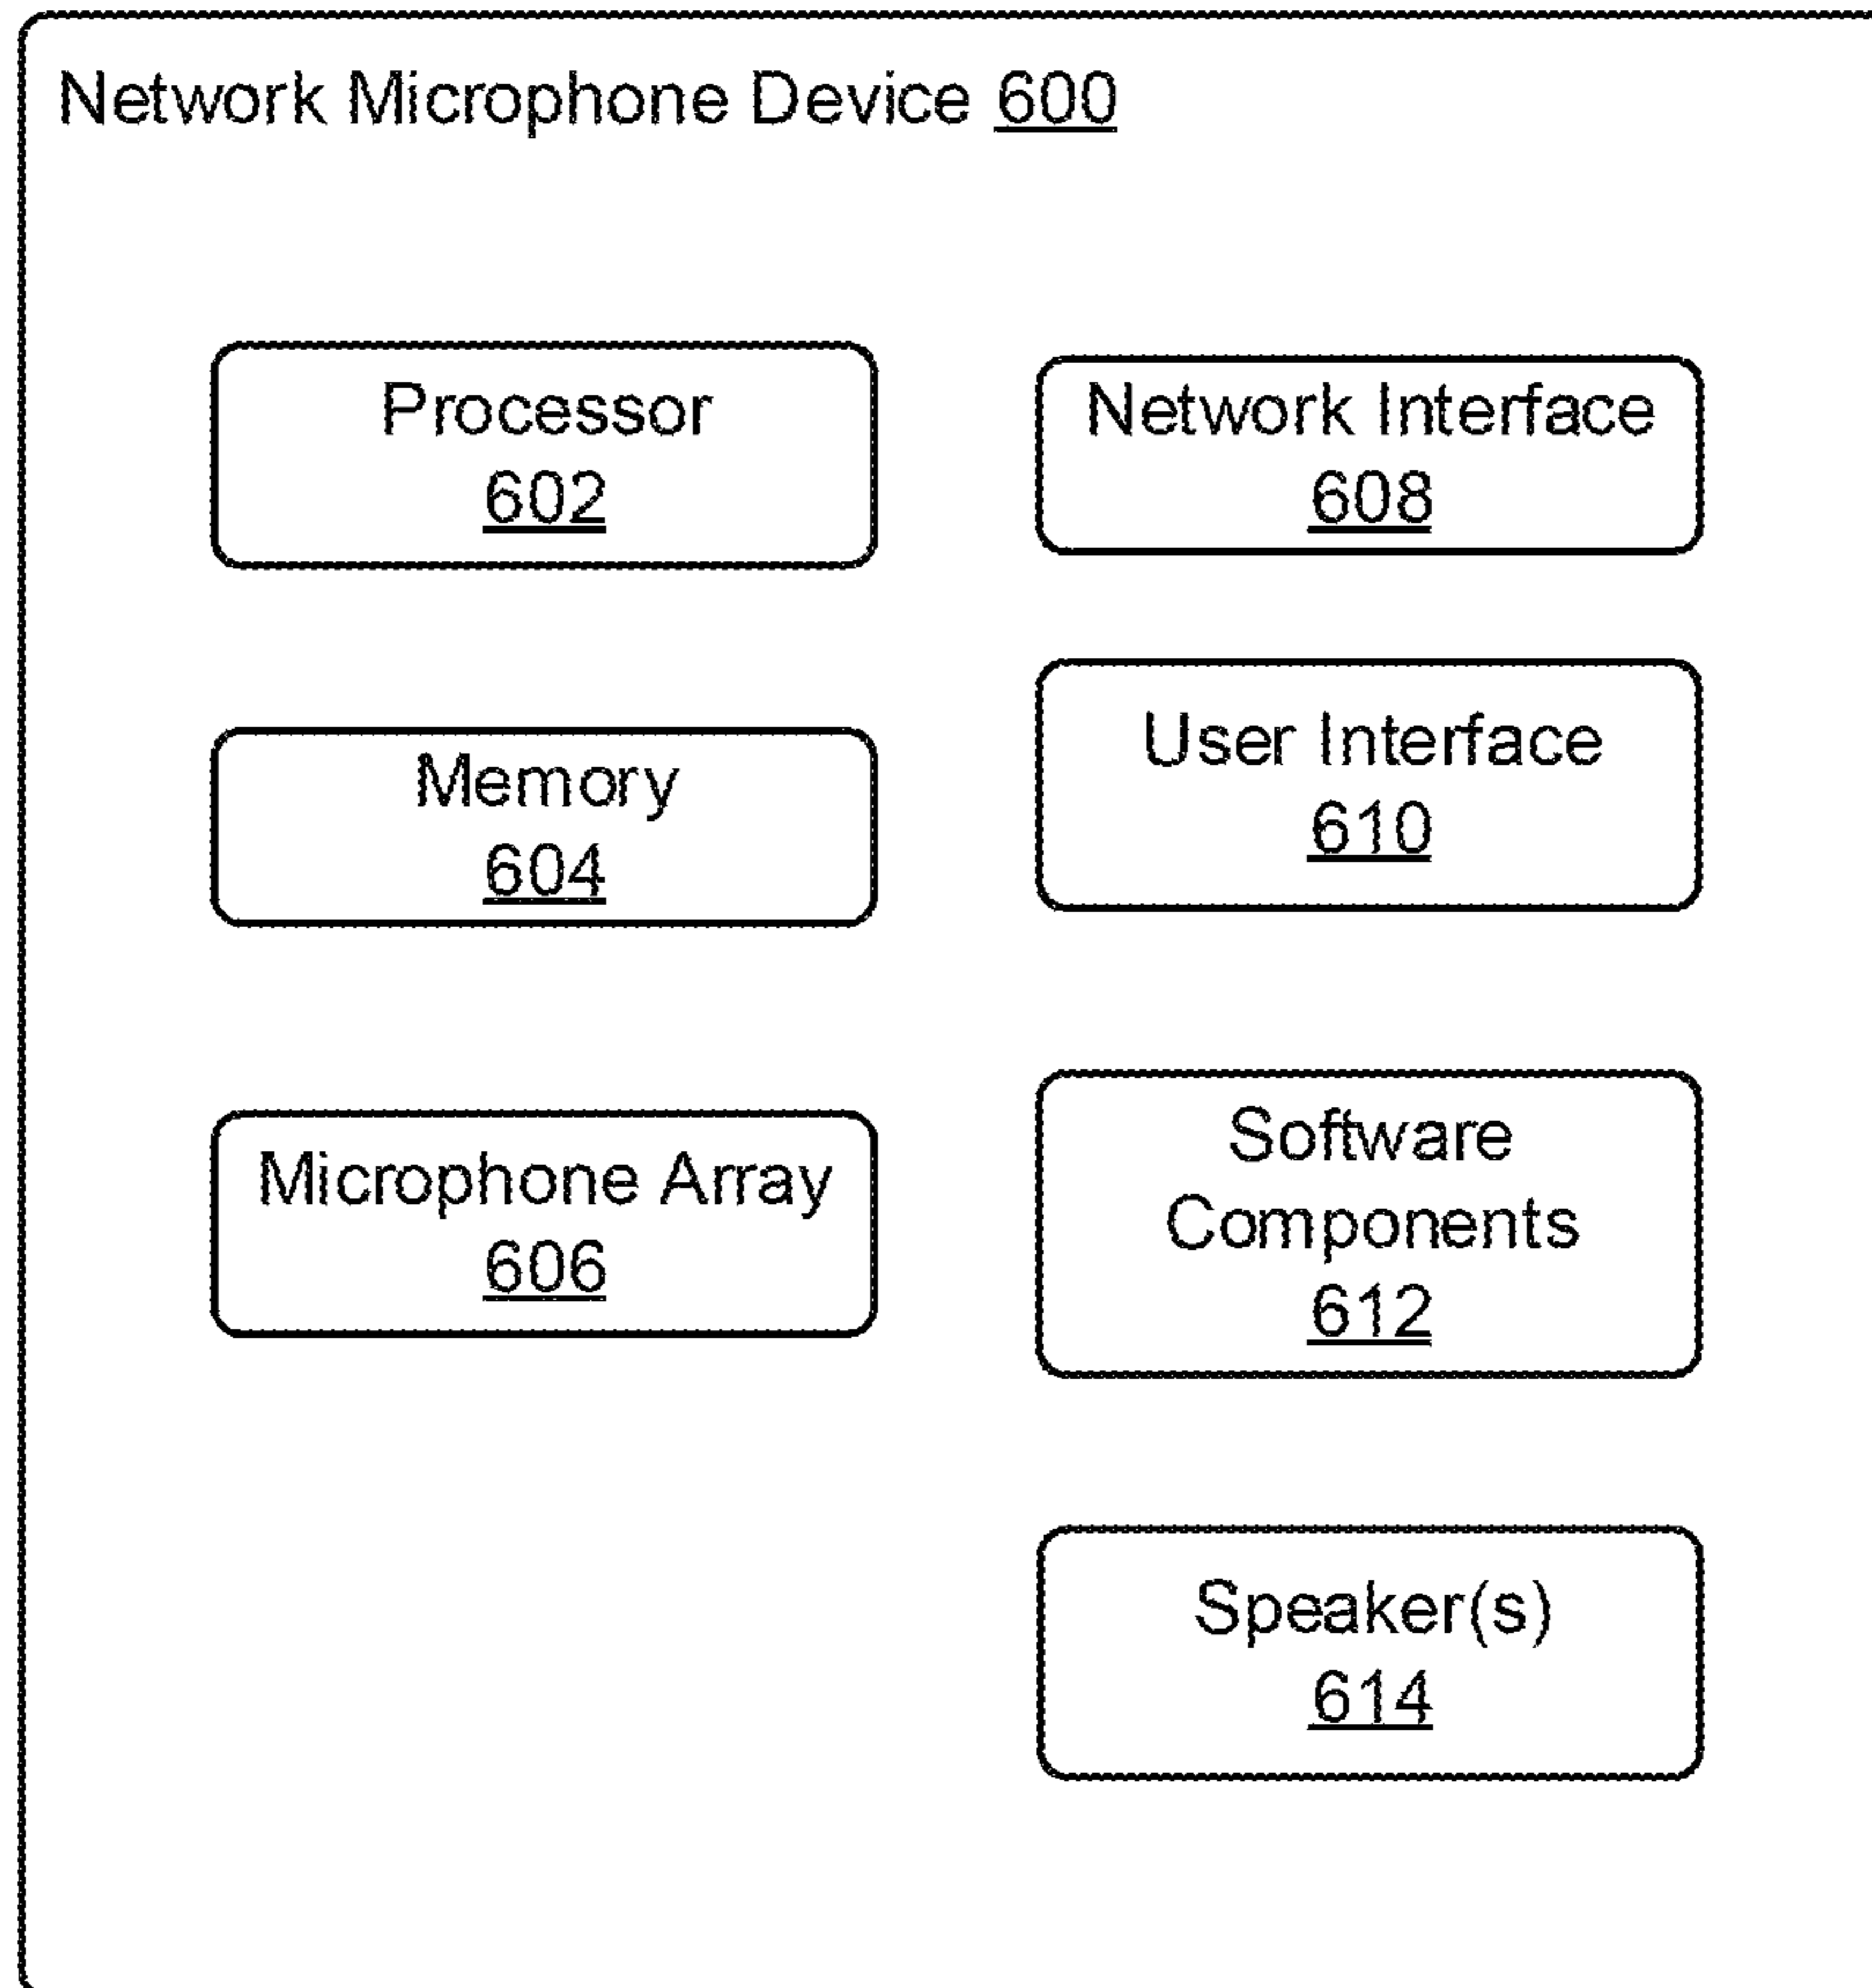 Network Microphone Device 600
Processor
602
Memory
604
Microphone Array
606
Network Interface
608
User Interface
610
Software
Components
612
Speaker(s)
614